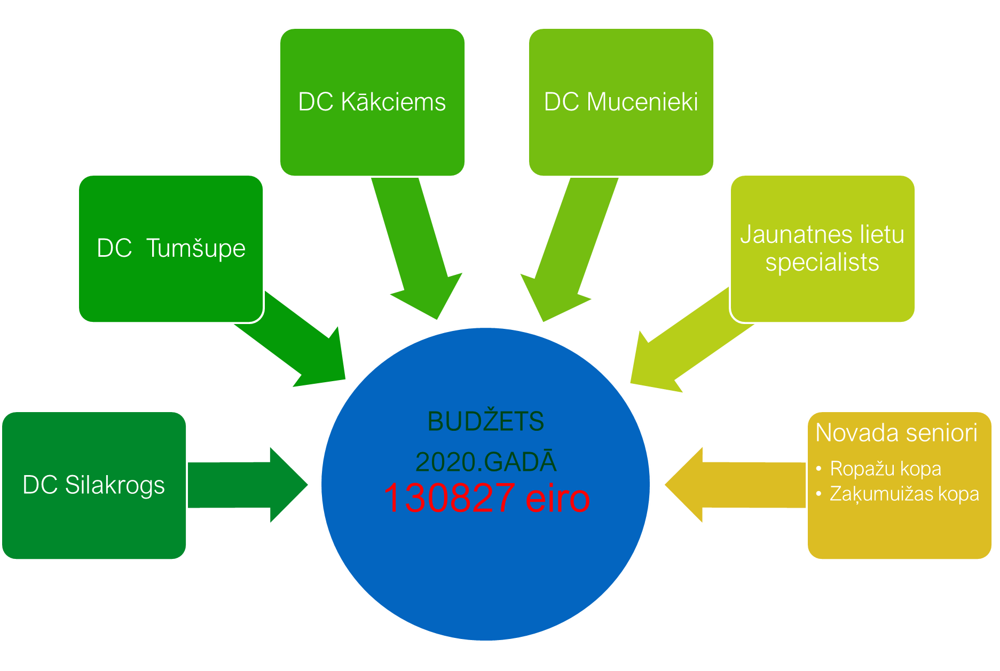 DC Kākciems
DC Mucenieki
DC  Tumšupe
Jaunatnes lietu
specialists
DC Silakrogs
BUDŽETS
2020.GADĀ
130827 eiro
Novada seniori
• Ropažu kopa
• Zaķumuižas kopa